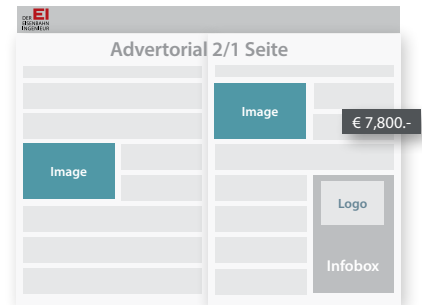 DER EI
EISENBAHN
INGENIEUR
Advertorial 2/1 Seite
Image
€ 7,800.-
Image
Logo
Infobox